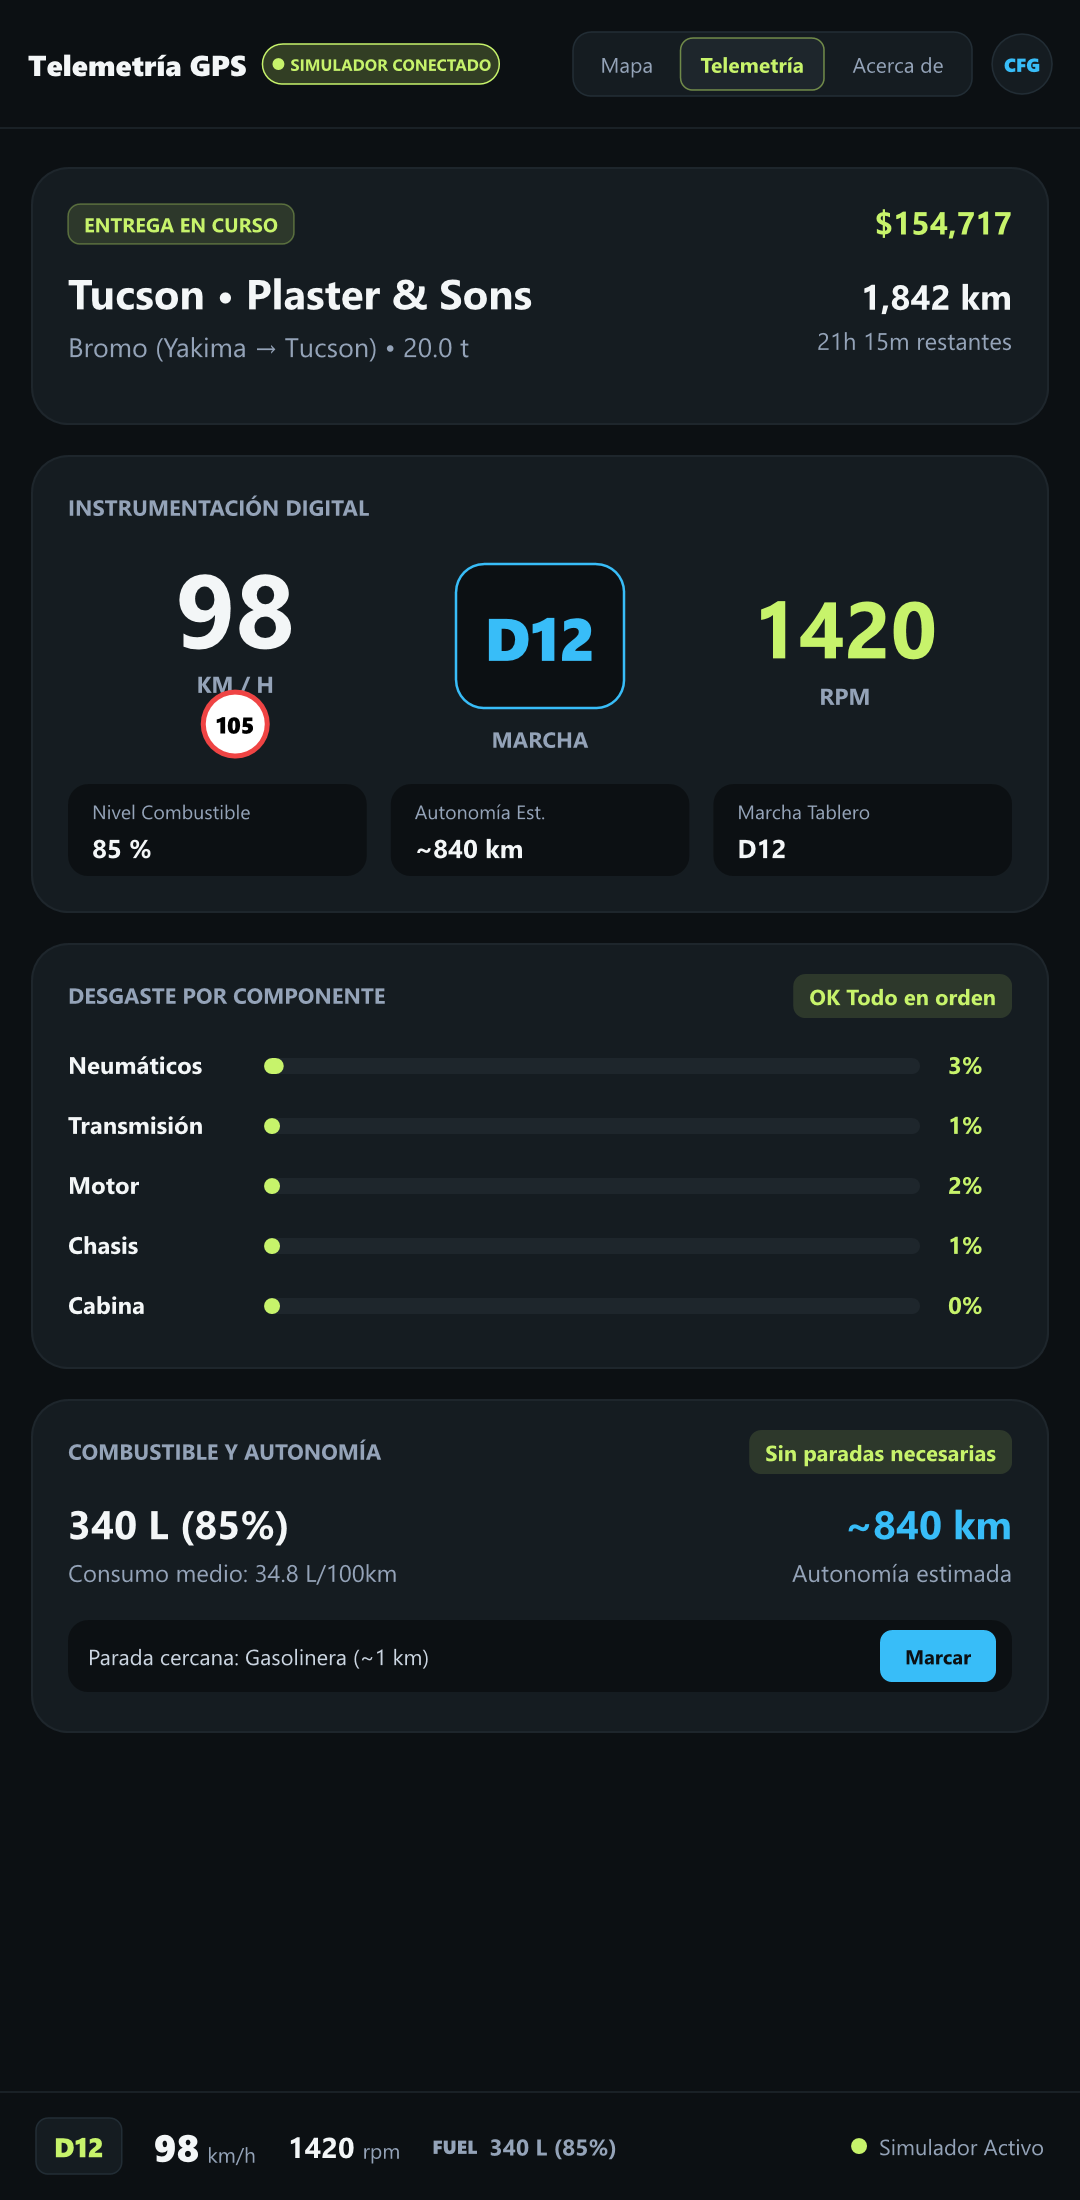 Telemetría GPS
SIMULADOR CONECTADO
Mapa
Telemetría
Acerca de
CFG
ENTREGA EN CURSO
$154,717
Tucson • Plaster & Sons
1,842 km
Bromo (Yakima → Tucson) • 20.0 t
21h 15m restantes
INSTRUMENTACIÓN DIGITAL
98
KM / H
105
D12
MARCHA
1420
RPM
Nivel Combustible
85 %
Autonomía Est.
~840 km
Marcha Tablero
D12
DESGASTE POR COMPONENTE
OK Todo en orden
Neumáticos
3%
Transmisión
1%
Motor
2%
Chasis
1%
Cabina
0%
COMBUSTIBLE Y AUTONOMÍA
Sin paradas necesarias
340 L (85%)
~840 km
Consumo medio: 34.8 L/100km
Autonomía estimada
Parada cercana: Gasolinera (~1 km)
Marcar
D12
98 km/h
1420 rpm
FUEL 340 L (85%)
Simulador Activo